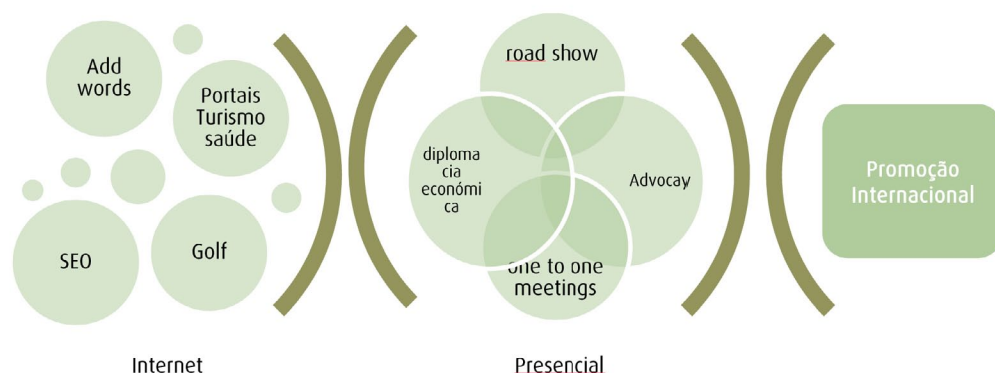 Add
words
Portais
Turismo
saúde
SEO
Golf
Internet
road show
diploma
cia
económi
ca
Advocay
one to one
meetings
Presencial
Promoção
Internacional